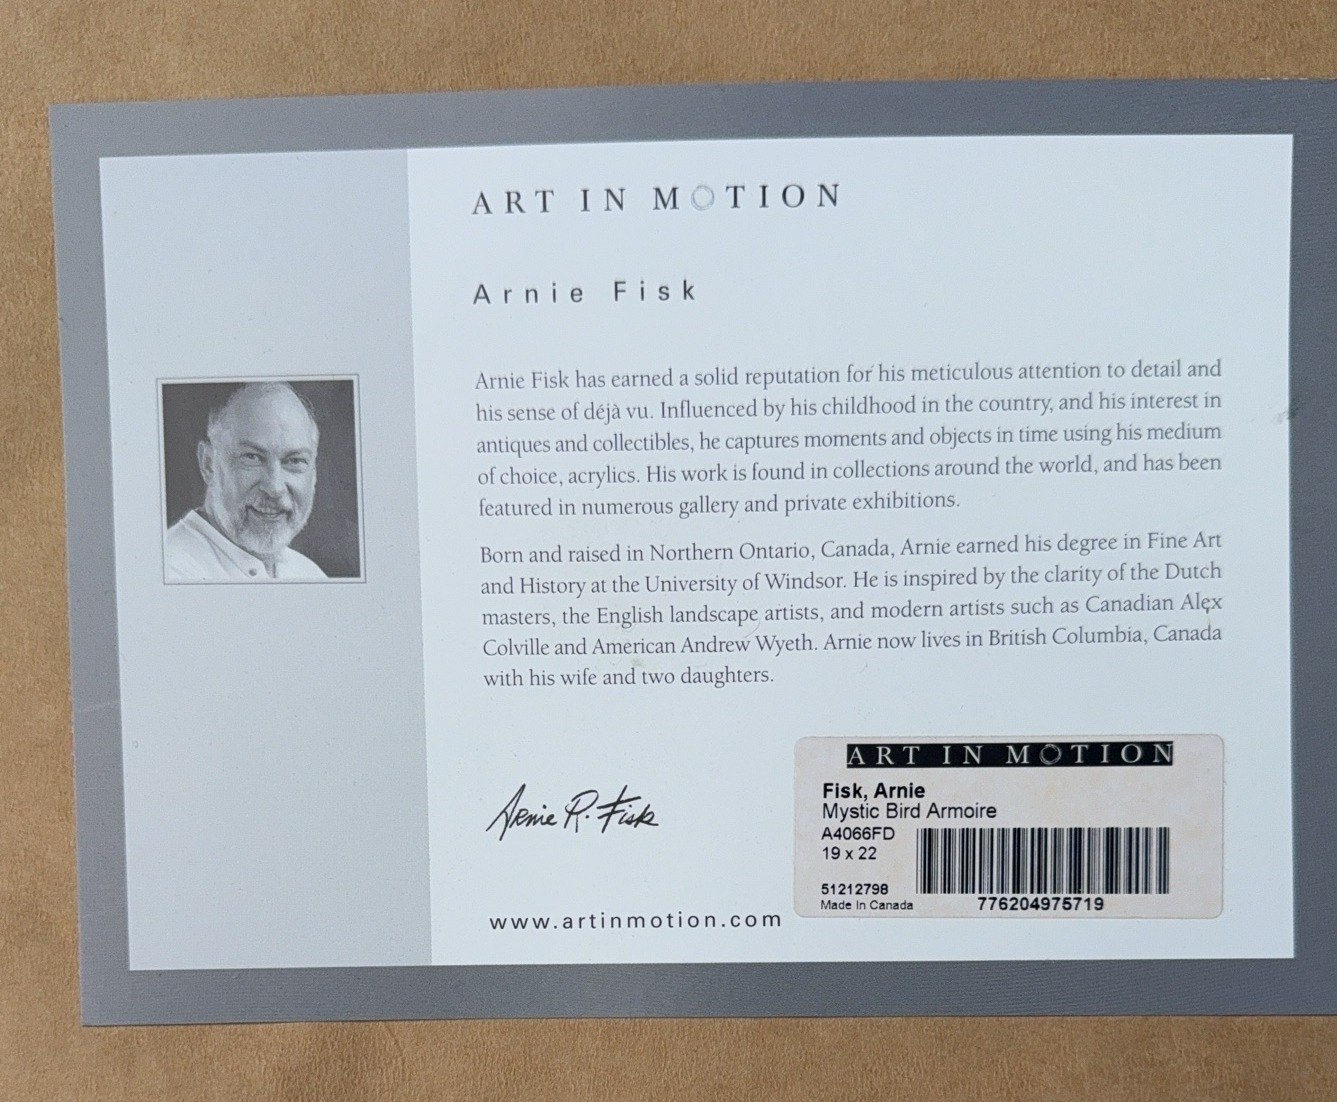 ART IN MOTION
Arnie Fisk
Arnie Fisk has earned a solid reputation for his meticulous attention to detail and
his sense of déjà vu. Influenced by his childhood in the country, and his interest in
antiques and collectibles, he captures moments and objects in time using his medium
of choice, acrylics. His work is found in collections around the world, and has been
featured in numerous gallery and private exhibitions.
Born and raised in Northern Ontario, Canada, Arnie earned his degree in Fine Art
and History at the University of Windsor. He is inspired by the clarity of the Dutch
masters, the English landscape artists, and modern artists such as Canadian Alex
Colville and American Andrew Wyeth. Arnie now lives in British Columbia, Canada
with his wife and two daughters.
Arnie R. Fisk
www.artinmotion.com
ART IN MOTION
Fisk, Arnie
Mystic Bird Armoire
A4066FD
19 x 22
51212798
Made In Canada
776204975719